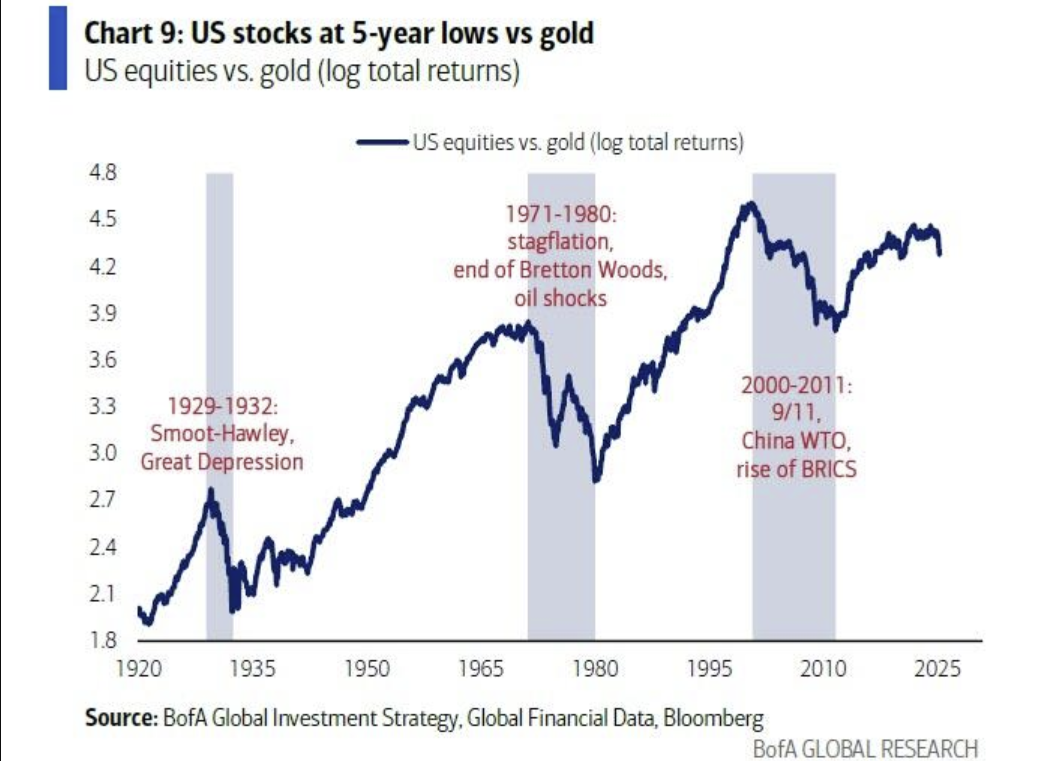 Chart 9: US stocks at 5-year lows vs gold
US equities vs. gold (log total returns)
US equities vs. gold (log total returns)
4.8
4.5
4.2
3.9
3.6
3.3
3.0
2.7
2.4
2.1
1.8
1929-1932:
Smoot-Hawley,
Great Depression
1971-1980:
stagflation,
end of Bretton Woods,
oil shocks
2000-2011:
9/11,
China WTO,
rise of BRICS
1920 1935 1950 1965 1980 1995 2010 2025
Source: BofA Global Investment Strategy, Global Financial Data, Bloomberg
BofA GLOBAL RESEARCH